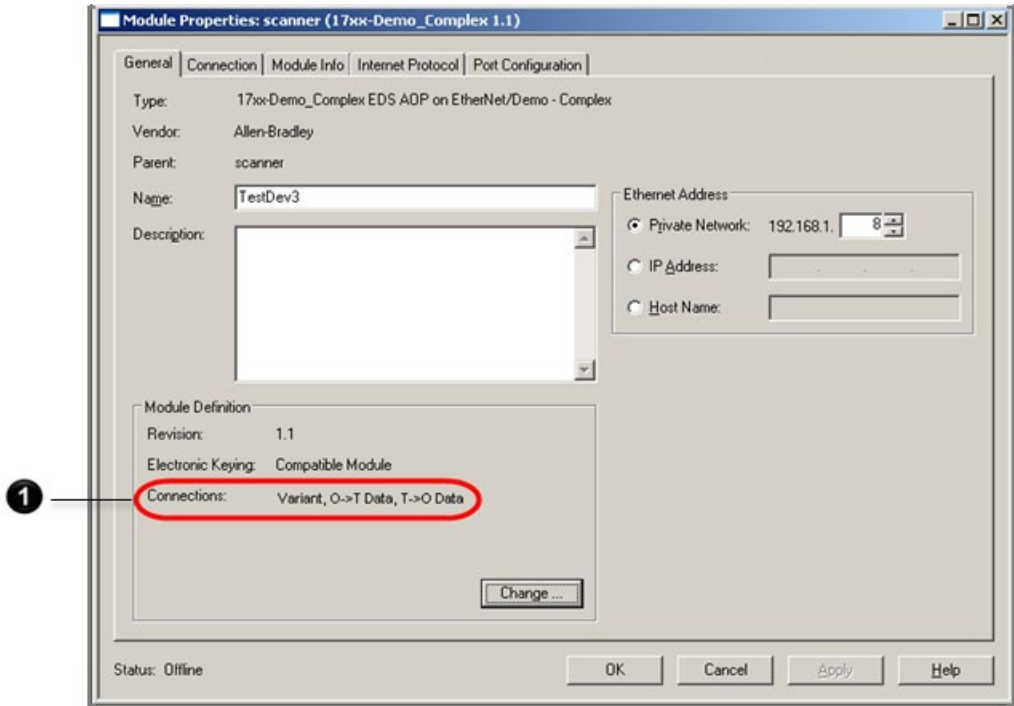 Module Properties: scanner (17xx-Demo_Complex 1.1)
General Connection Module Info Internet Protocol Port Configuration
Type: 17xx-Demo_Complex EDS AOP on EtherNet/Demo - Complex
Vendor: Allen-Bradley
Parent: scanner
Name: TestDev3
Description:
Ethernet Address
Private Network: 192.168.1. 8
IP Address: . . .
Host Name:
Module Definition
Revision: 1.1
Electronic Keying: Compatible Module
1
Connections: Variant, O->T Data, T->O Data
Change ...
Status: Offline
OK Cancel Apply Help